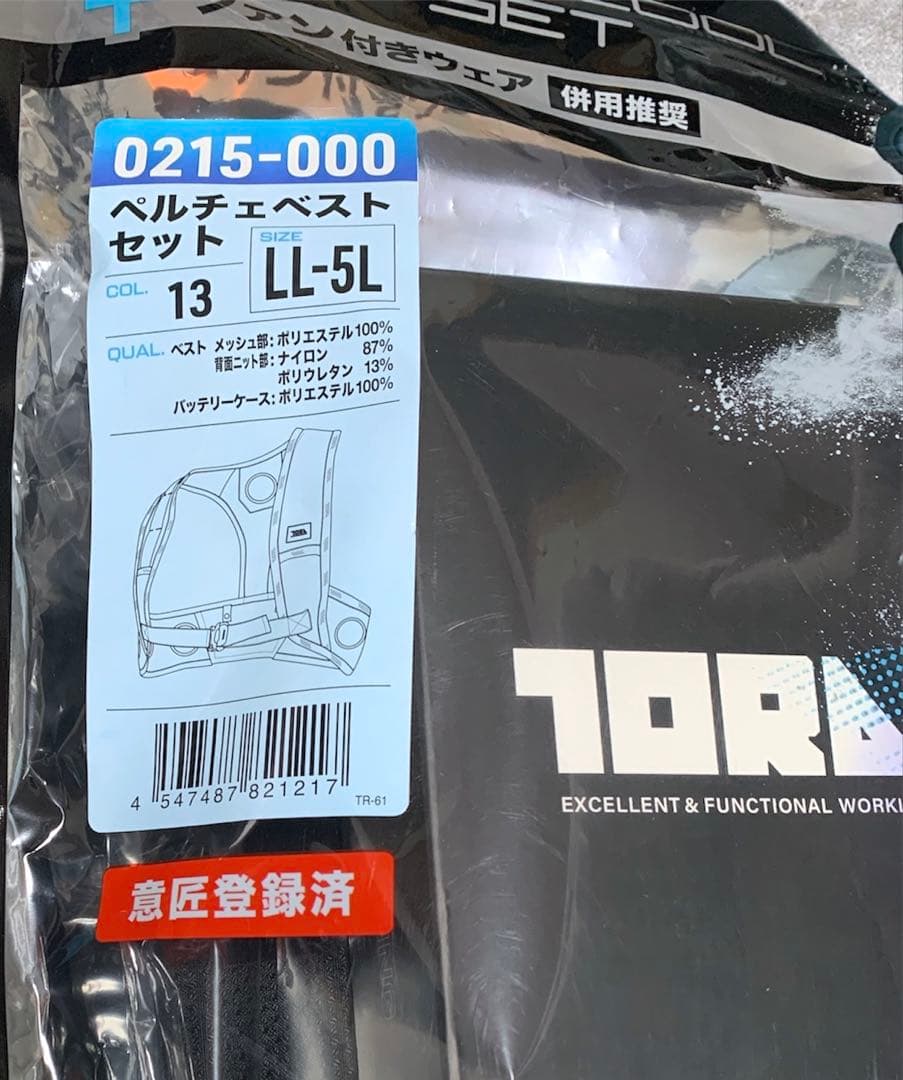 SET
ファン付きウェア 併用推奨
0215-000
ペルチェベスト
セット
SIZE
LL-5L
COL. 13
QUAL. ベスト メッシュ部:ポリエステル100%
背面ニット部:ナイロン 87%
ポリウレタン 13%
バッテリーケース:ポリエステル100%
4 547487 821217
TR-61
意匠登録済
EXCELLENT & FUNCTIONAL